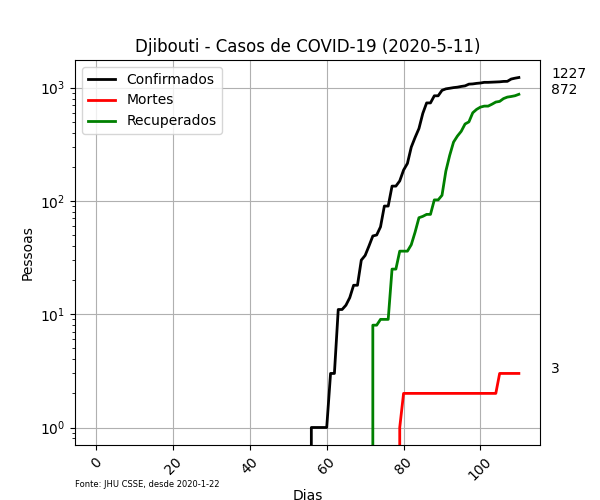 Djibouti - Casos de COVID-19 (2020-5-11)
Confirmados
Mortes
Recuperados
1227
872
3
Pessoas
10³
10²
10¹
10⁰
0
20
40
60
80
100
Dias
Fonte: JHU CSSE, desde 2020-1-22